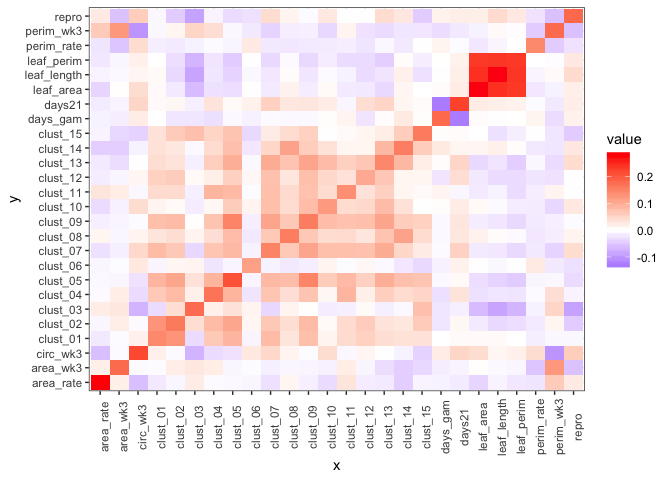 repro
perim_wk3
perim_rate
leaf_perim
leaf_length
leaf_area
days21
days_gam
clust_15
clust_14
clust_13
clust_12
clust_11
clust_10
clust_09
clust_08
clust_07
clust_06
clust_05
clust_04
clust_03
clust_02
clust_01
circ_wk3
area_wk3
area_rate
y
area_rate
area_wk3
circ_wk3
clust_01
clust_02
clust_03
clust_04
clust_05
clust_06
clust_07
clust_08
clust_09
clust_10
clust_11
clust_12
clust_13
clust_14
clust_15
days_gam
days21
leaf_area
leaf_length
leaf_perim
perim_rate
perim_wk3
repro
x
value
0.2
0.1
0.0
-0.1